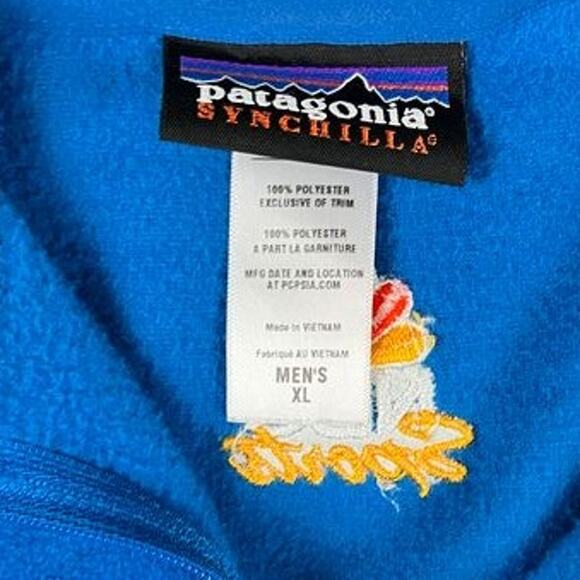 patagonia®
SYNCHILLA®
100% POLYESTER
EXCLUSIVE OF TRIM
100% POLYESTER
A PART LA GARNITURE
MFG DATE AND LOCATION
AT PCPSIA.COM
Made in VIETNAM
Fabriqué AU VIETNAM
MEN'S
XL
Sports